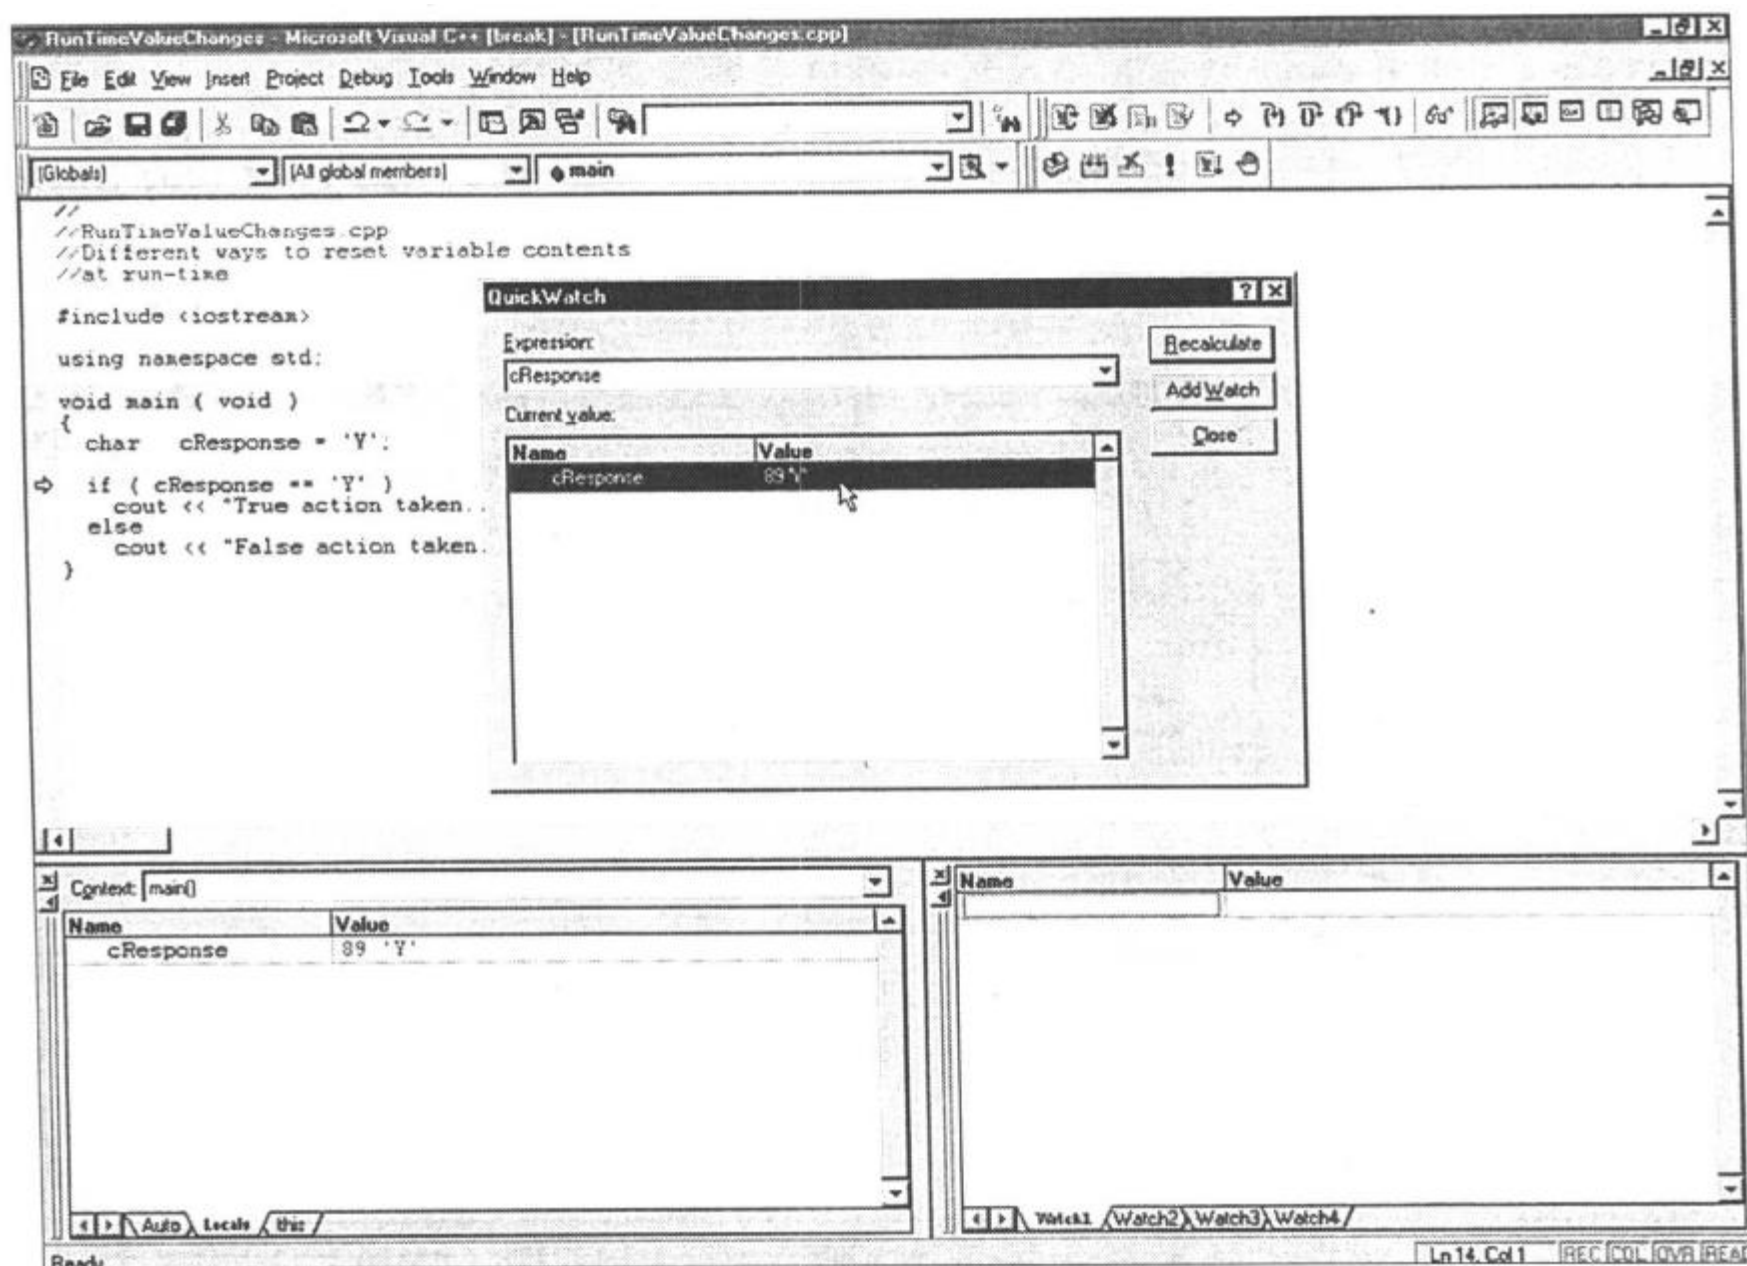 RunTimeValueChanges - Microsoft Visual C++ [break] - [RunTimeValueChanges.cpp]
File Edit View Insert Project Debug Tools Window Help
(Globals) (All global members) main
//
//RunTimeValueChanges.cpp
//Different ways to reset variable contents
//at run-time
#include <iostream>
using namespace std;
void main ( void )
{
char cResponse = 'Y';
if ( cResponse == 'Y' )
cout << "True action taken..
else
cout << "False action taken.
}
QuickWatch
Expression:
cResponse
Current value:
Name Value
cResponse 89 'Y'
Recalculate
Add Watch
Close
Context: main()
Name Value
cResponse 89 'Y'
Auto Locals this
Name Value
Watch1 Watch2 Watch3 Watch4
Ready
Ln 14, Col 1 REC COL OVR READ